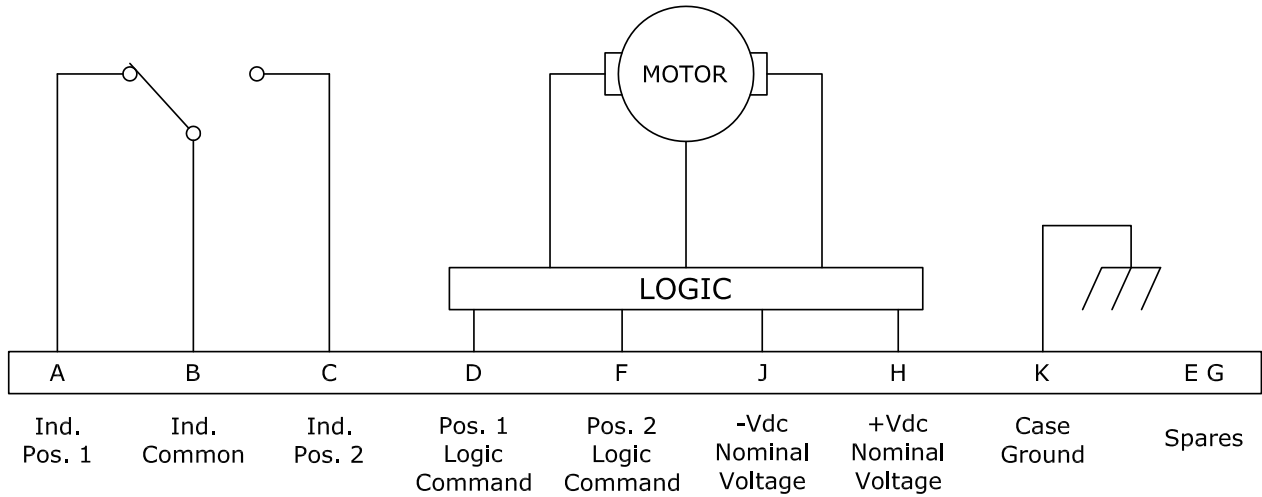 MOTOR
LOGIC
A B C D F J H K E G
Ind. Pos. 1
Ind. Common
Ind. Pos. 2
Pos. 1 Logic Command
Pos. 2 Logic Command
-Vdc Nominal Voltage
+Vdc Nominal Voltage
Case Ground
Spares